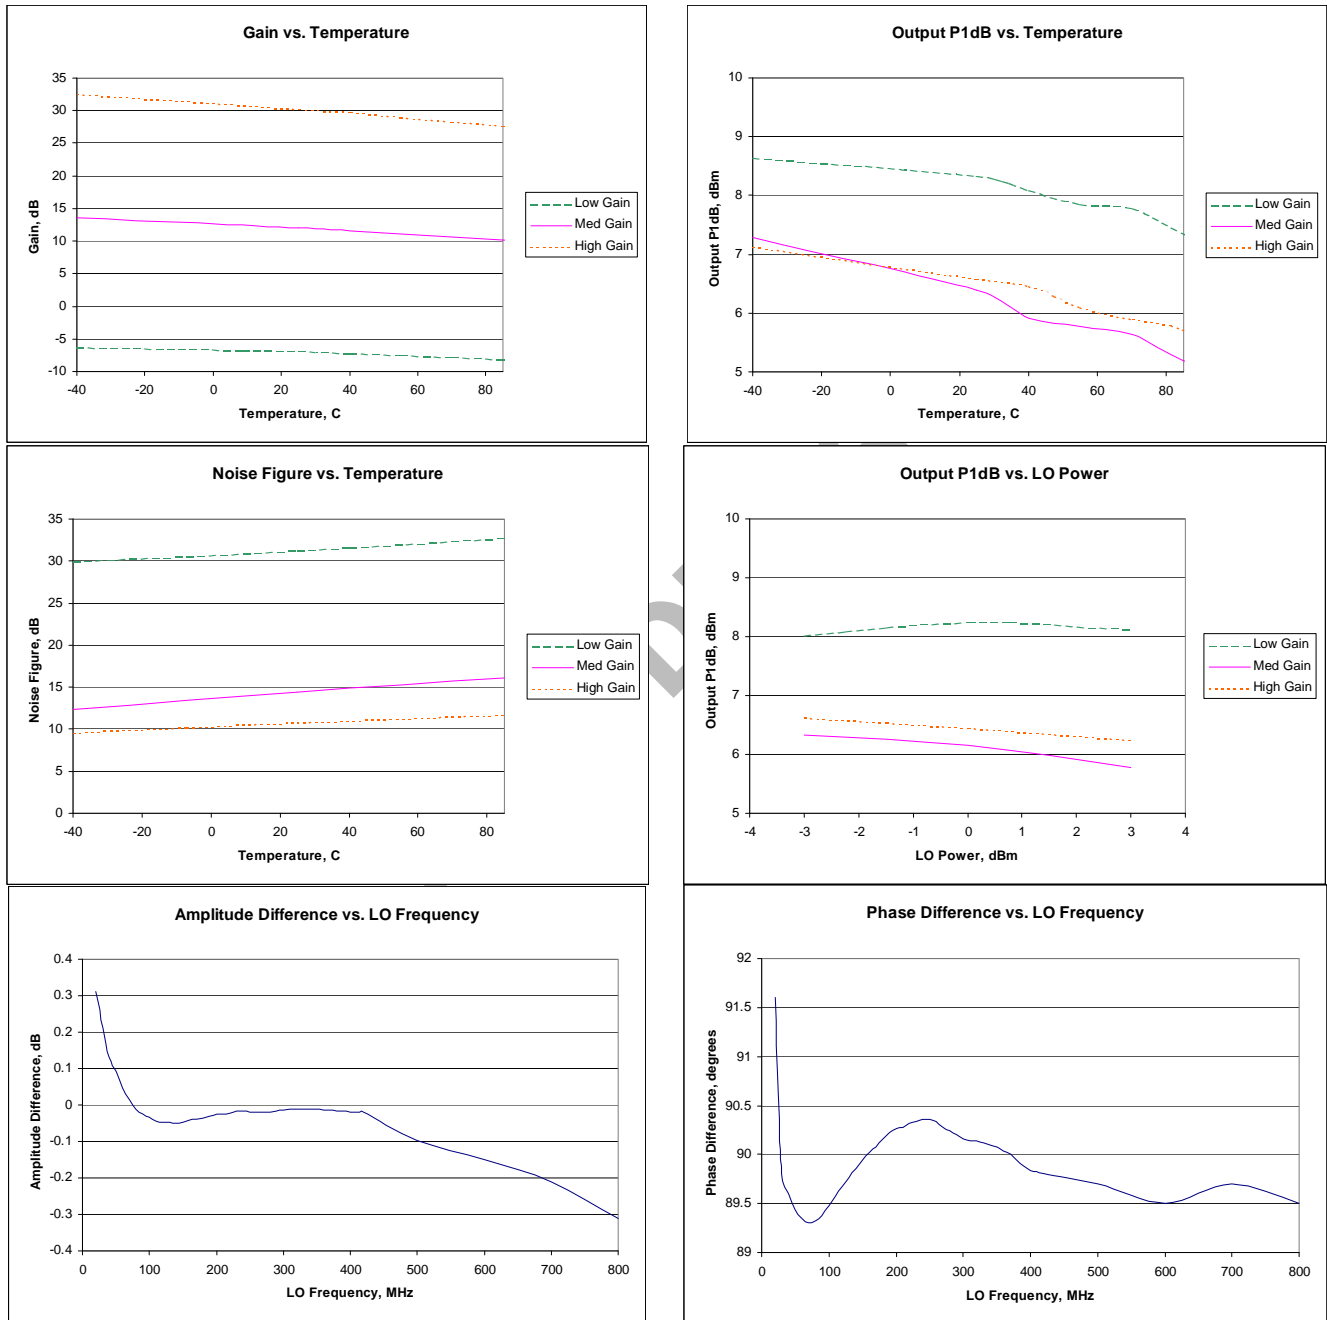 Gain vs. Temperature
35
30
25
20
15
10
5
0
-5
-10
Gain, dB
-40 -20 0 20 40 60 80
Temperature, C
Low Gain
Med Gain
High Gain
Output P1dB vs. Temperature
10
9
8
7
6
5
Output P1dB, dBm
-40 -20 0 20 40 60 80
Temperature, C
Low Gain
Med Gain
High Gain
Noise Figure vs. Temperature
35
30
25
20
15
10
5
0
Noise Figure, dB
-40 -20 0 20 40 60 80
Temperature, C
Low Gain
Med Gain
High Gain
Output P1dB vs. LO Power
10
9
8
7
6
5
Output P1dB, dBm
-4 -3 -2 -1 0 1 2 3 4
LO Power, dBm
Low Gain
Med Gain
High Gain
Amplitude Difference vs. LO Frequency
0.4
0.3
0.2
0.1
0
-0.1
-0.2
-0.3
-0.4
Amplitude Difference, dB
0 100 200 300 400 500 600 700 800
LO Frequency, MHz
Phase Difference vs. LO Frequency
92
91.5
91
90.5
90
89.5
89
Phase Difference, degrees
0 100 200 300 400 500 600 700 800
LO Frequency, MHz